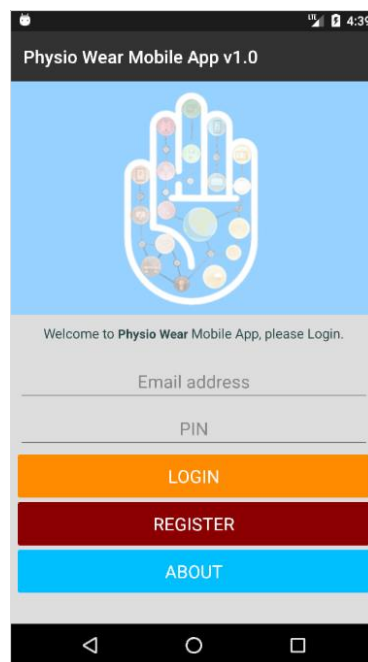 LTE 4:39
Physio Wear Mobile App v1.0
Welcome to Physio Wear Mobile App, please Login.
Email address
PIN
LOGIN
REGISTER
ABOUT